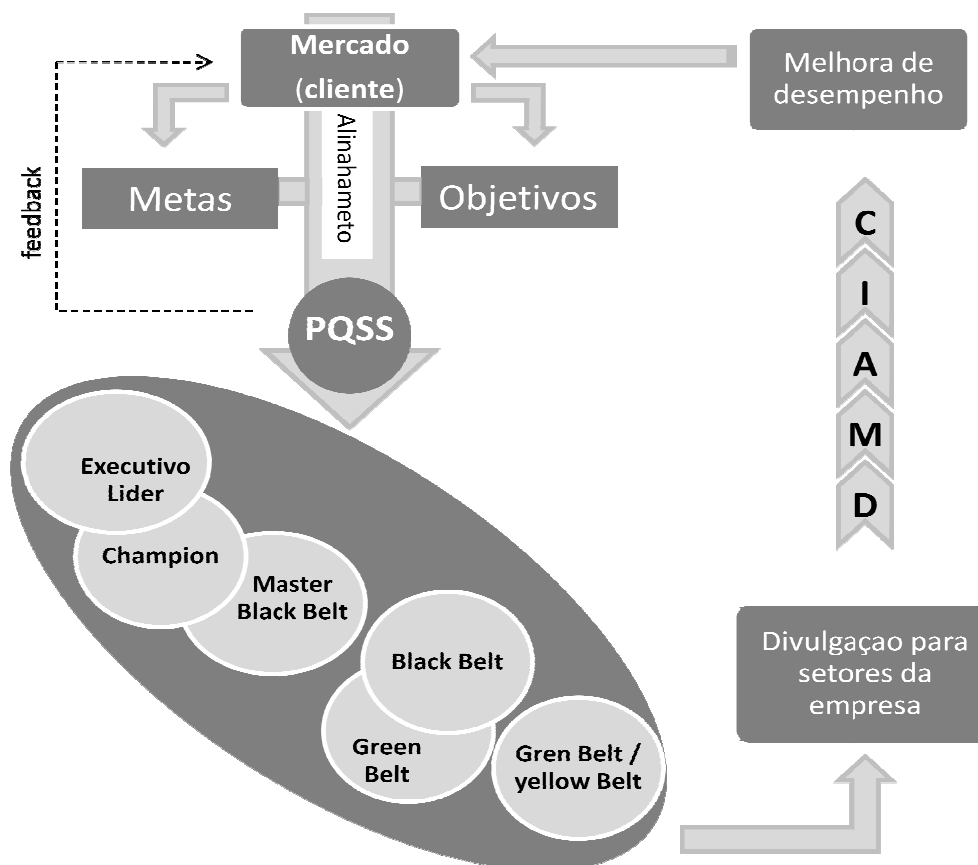 Mercado
(cliente)
Melhora de
desempenho
Alinahameto
feedback
Metas
Objetivos
PQSS
C
I
A
M
D
Executivo
Lider
Champion
Master
Black Belt
Black Belt
Green
Belt
Gren Belt /
yellow Belt
Divulgaçao para
setores da
empresa